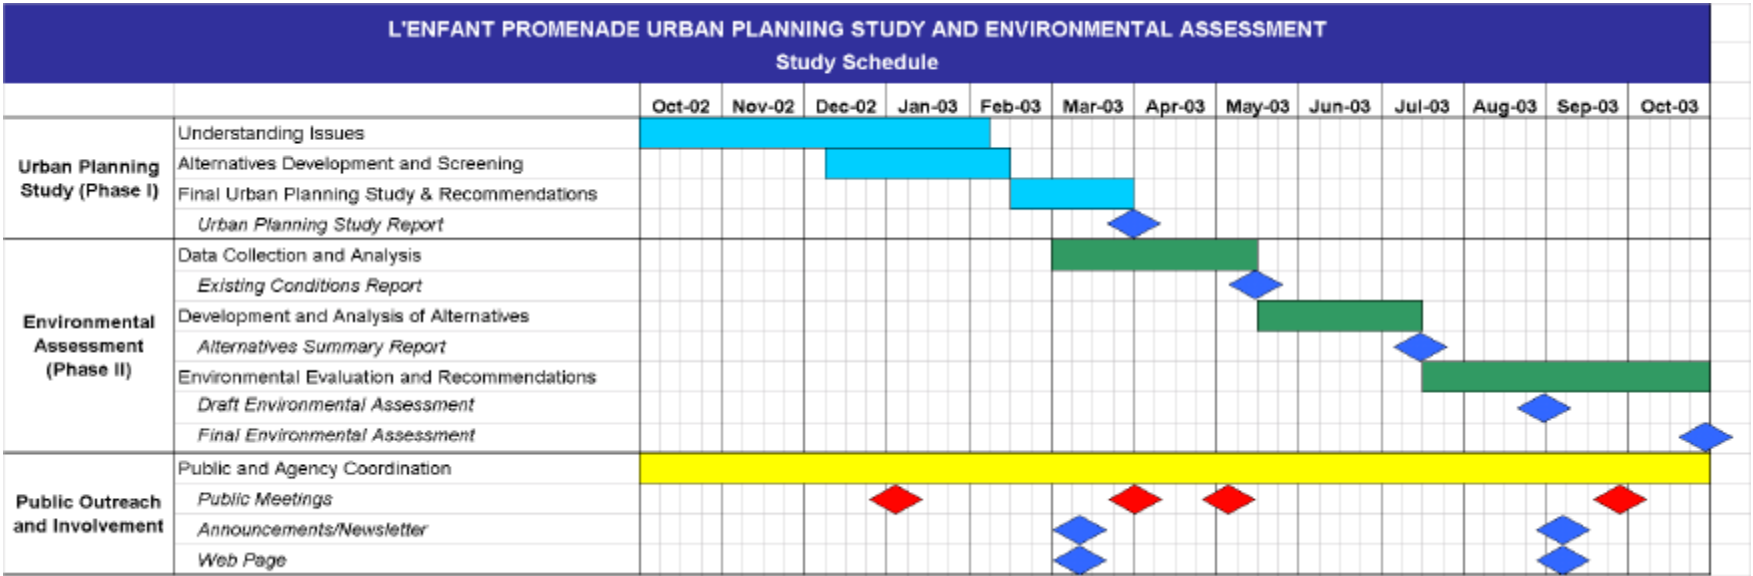 L'ENFANT PROMENADE URBAN PLANNING STUDY AND ENVIRONMENTAL ASSESSMENT
Study Schedule
Oct-02 Nov-02 Dec-02 Jan-03 Feb-03 Mar-03 Apr-03 May-03 Jun-03 Jul-03 Aug-03 Sep-03 Oct-03
Urban Planning
Study (Phase I)
Understanding Issues
Alternatives Development and Screening
Final Urban Planning Study & Recommendations
Urban Planning Study Report
Environmental
Assessment
(Phase II)
Data Collection and Analysis
Existing Conditions Report
Development and Analysis of Alternatives
Alternatives Summary Report
Environmental Evaluation and Recommendations
Draft Environmental Assessment
Final Environmental Assessment
Public Outreach
and Involvement
Public and Agency Coordination
Public Meetings
Announcements/Newsletter
Web Page